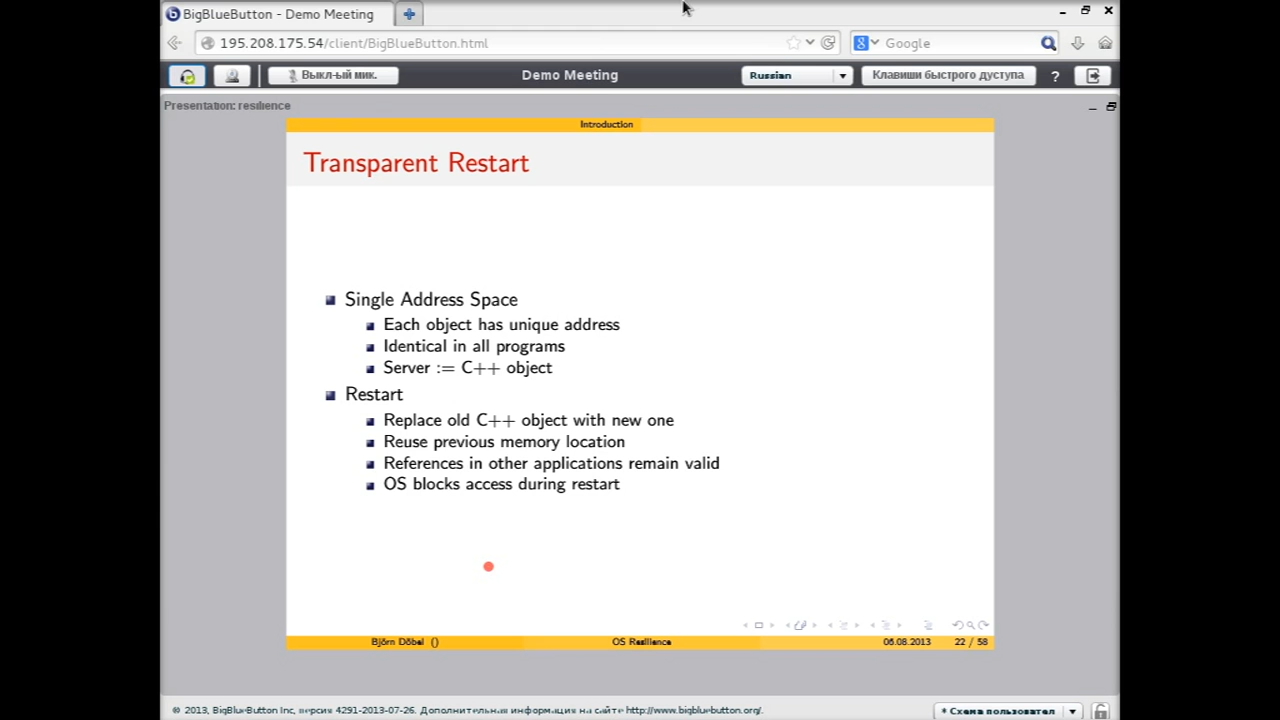 BigBlueButton - Demo Meeting
195.208.175.54/client/BigBlueButton.html
Google
Выкл-ый мик.
Demo Meeting
Russian
Клавиши быстрого доступа
?
Presentation: resilience
Introduction
Transparent Restart
Single Address Space
Each object has unique address
Identical in all programs
Server := C++ object
Restart
Replace old C++ object with new one
Reuse previous memory location
References in other applications remain valid
OS blocks access during restart
Björn Döbel ()
OS Resilience
06.08.2013
22 / 58
© 2013, BigBlueButton Inc, версия 4291-2013-07-26. Дополнительная информация на сайте http://www.bigbluebutton.org/.
* Схема пользовател